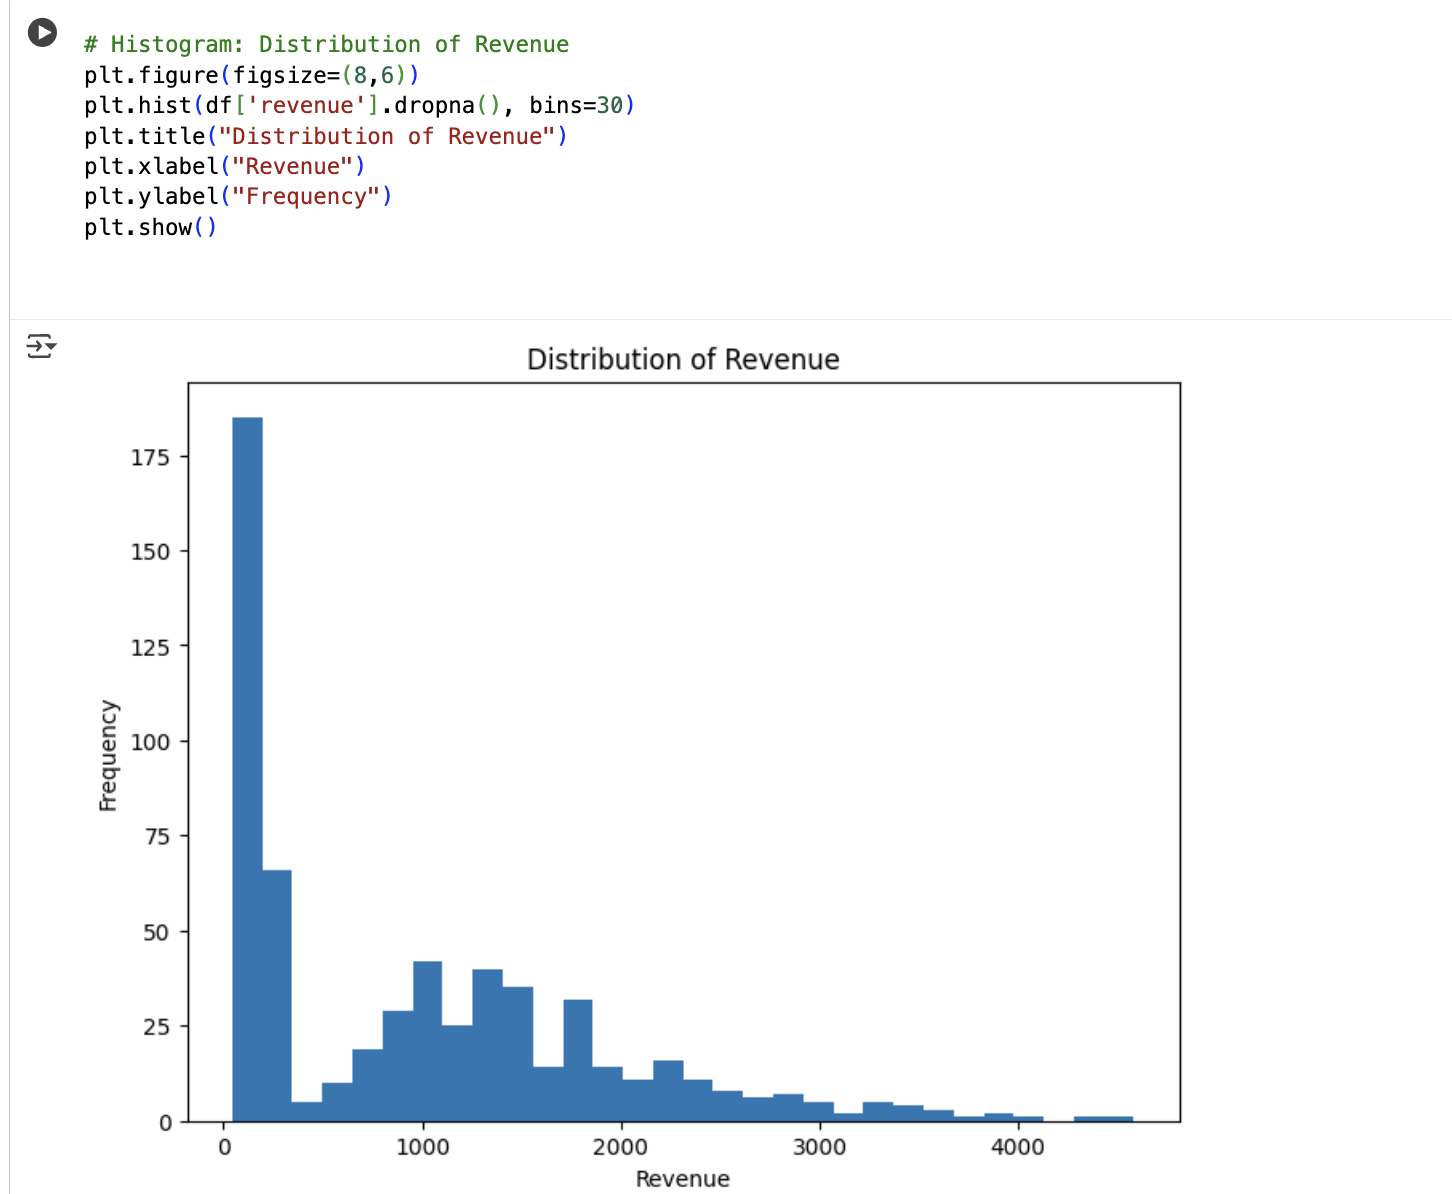 # Histogram: Distribution of Revenue
plt.figure(figsize=(8,6))
plt.hist(df['revenue'].dropna(), bins=30)
plt.title("Distribution of Revenue")
plt.xlabel("Revenue")
plt.ylabel("Frequency")
plt.show()
Distribution of Revenue
175
150
125
100
75
50
25
0
Frequency
0 1000 2000 3000 4000
Revenue